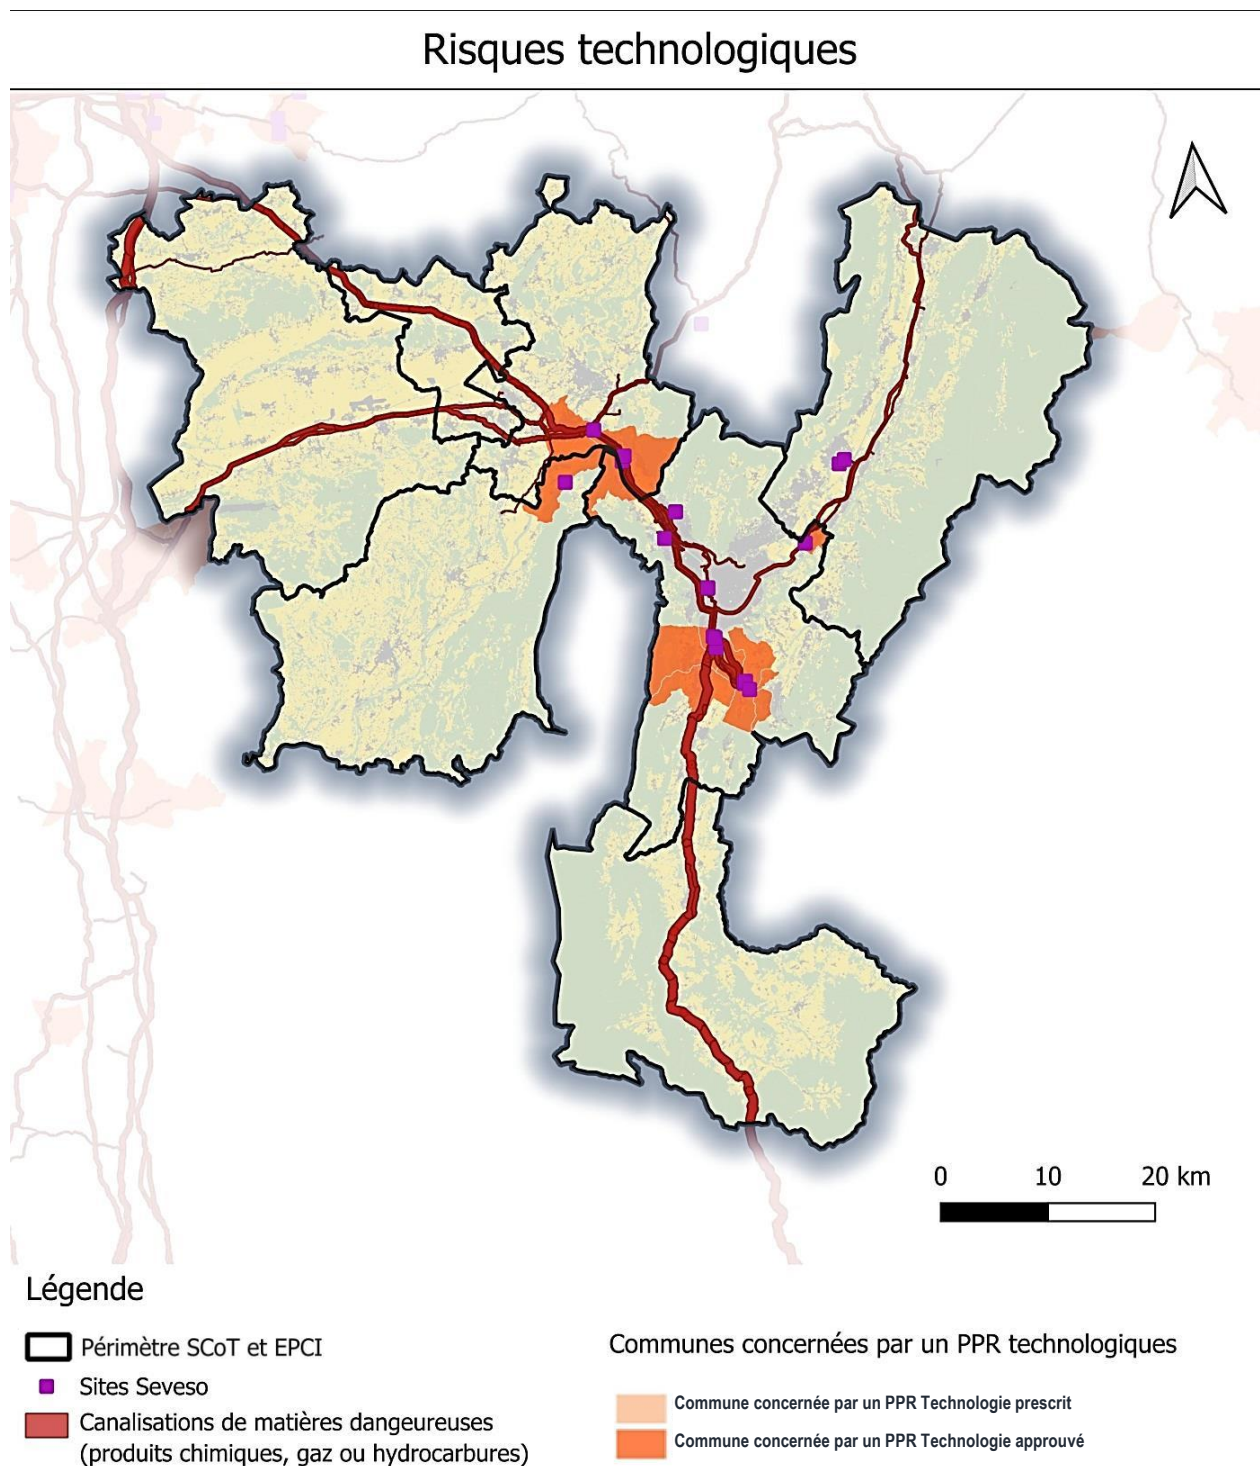 Risques technologiques
0 10 20 km
Légende
Périmètre SCoT et EPCI
Sites Seveso
Canalisations de matières dangeureuses
(produits chimiques, gaz ou hydrocarbures)
Communes concernées par un PPR technologiques
Commune concernée par un PPR Technologie prescrit
Commune concernée par un PPR Technologie approuvé